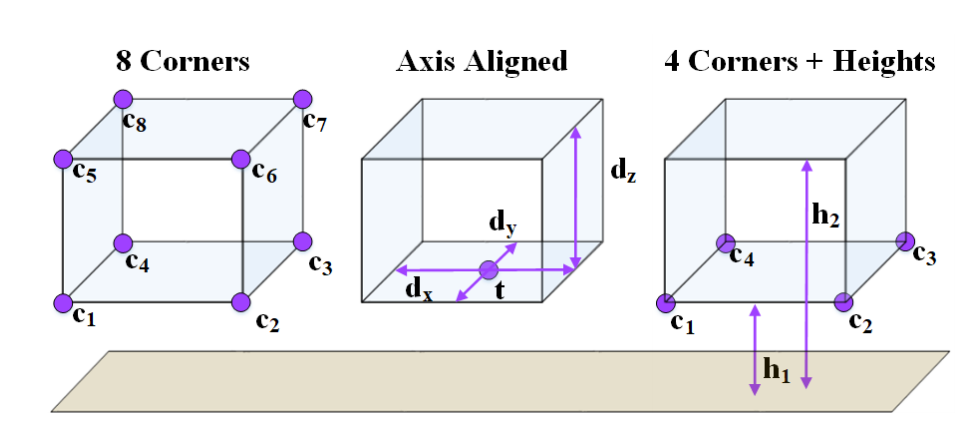 8 Corners
Axis Aligned
4 Corners + Heights
c8
c7
c5
c6
c4
c3
c1
c2
dz
dy
dx
t
h2
c4
c3
c1
c2
h1